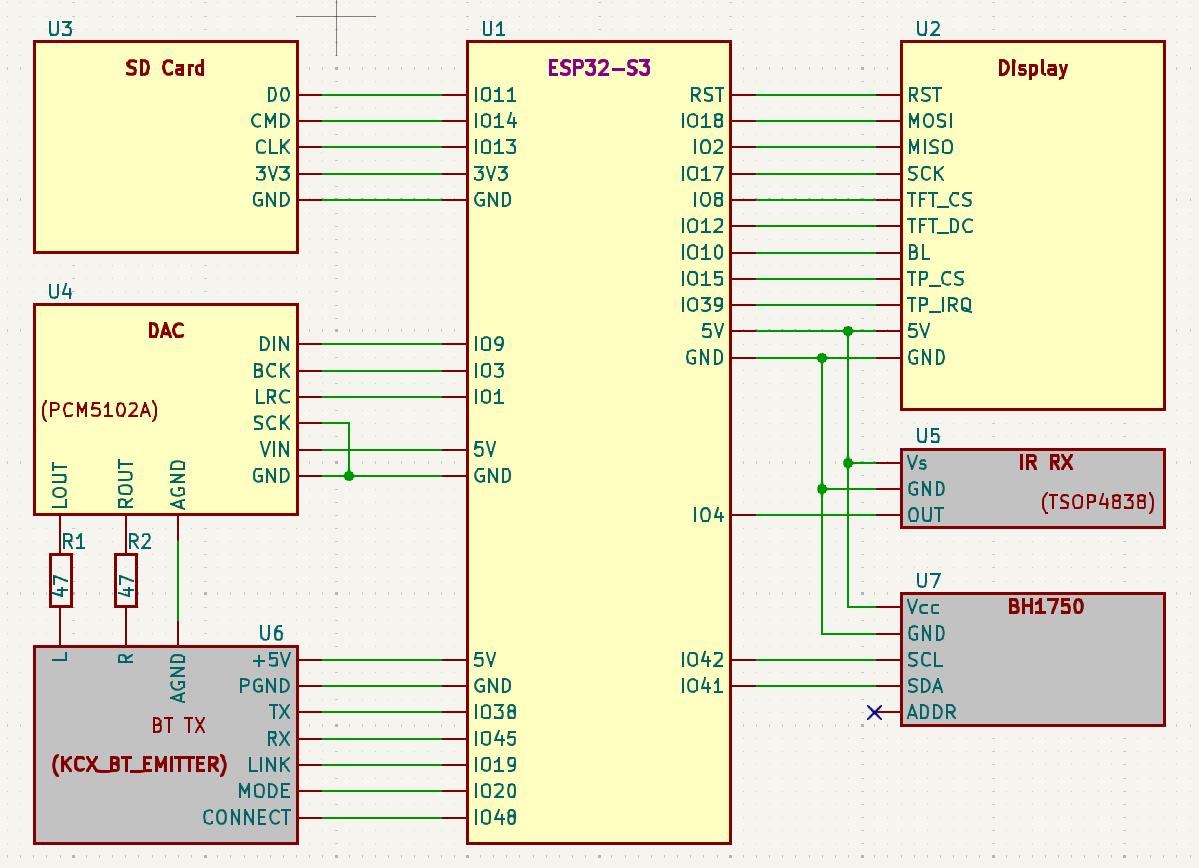 U3
SD Card
D0
CMD
CLK
3V3
GND
U4
DAC
(PCM5102A)
DIN
BCK
LRC
SCK
VIN
GND
LOUT
ROUT
AGND
R1
47
R2
47
U6
L
R
AGND
BT TX
(KCX_BT_EMITTER)
+5V
PGND
TX
RX
LINK
MODE
CONNECT
U1
ESP32-S3
IO11
IO14
IO13
3V3
GND
IO9
IO3
IO1
5V
GND
5V
GND
IO38
IO45
IO19
IO20
IO48
RST
IO18
IO2
IO17
IO8
IO12
IO10
IO15
IO39
5V
GND
IO4
IO42
IO41
U2
DIsplay
RST
MOSI
MISO
SCK
TFT_CS
TFT_DC
BL
TP_CS
TP_IRQ
5V
GND
U5
IR RX
(TSOP4838)
Vs
GND
OUT
U7
BH1750
Vcc
GND
SCL
SDA
ADDR